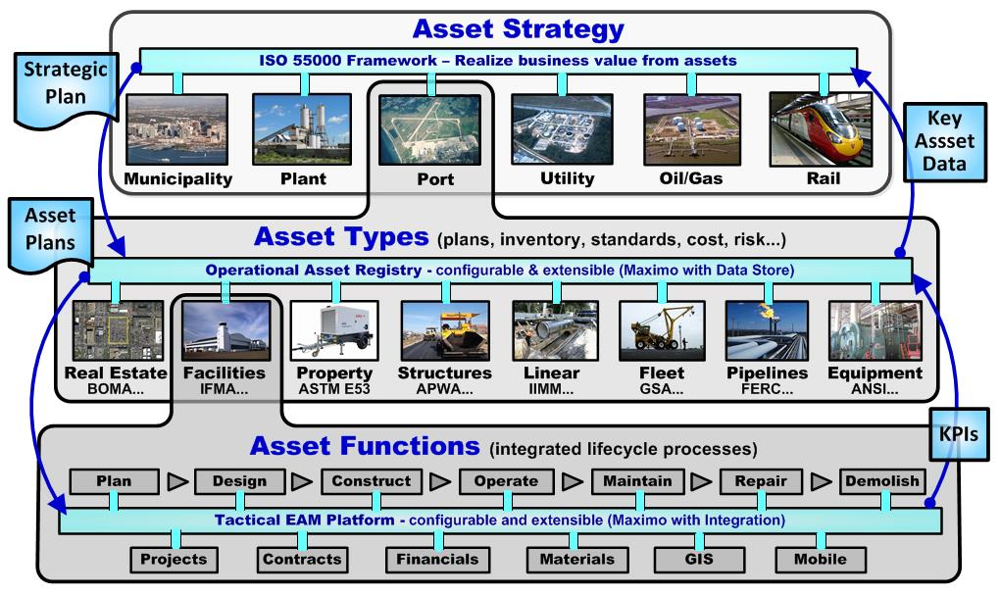 Asset Strategy
Strategic
Plan
ISO 55000 Framework – Realize business value from assets
Key
Assset
Data
Municipality
Plant
Port
Utility
Oil/Gas
Rail
Asset
Plans
Asset Types (plans, inventory, standards, cost, risk...)
Operational Asset Registry - configurable & extensible (Maximo with Data Store)
Real Estate
BOMA...
Facilities
IFMA...
Property
ASTM E53
Structures
APWA...
Linear
IIMM...
Fleet
GSA...
Pipelines
FERC...
Equipment
ANSI...
KPIs
Asset Functions (integrated lifecycle processes)
Plan
Design
Construct
Operate
Maintain
Repair
Demolish
Tactical EAM Platform - configurable and extensible (Maximo with Integration)
Projects
Contracts
Financials
Materials
GIS
Mobile